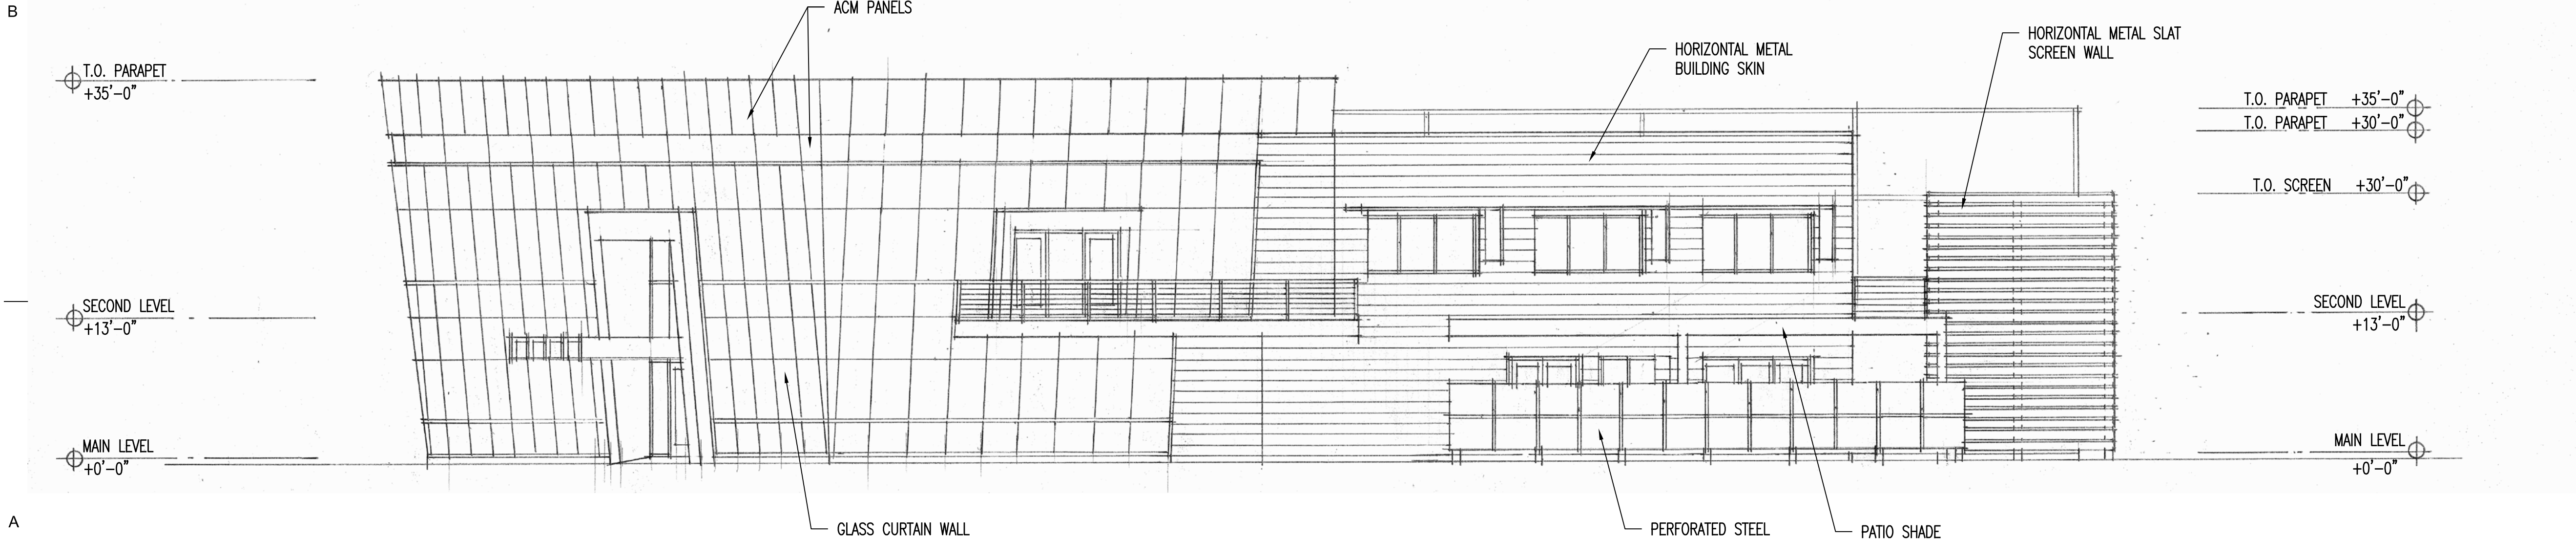 B
ACM PANELS
HORIZONTAL METAL SLAT
SCREEN WALL
HORIZONTAL METAL
BUILDING SKIN
T.O. PARAPET
+35'-0"
T.O. PARAPET +35'-0"
T.O. PARAPET +30'-0"
T.O. SCREEN +30'-0"
SECOND LEVEL
+13'-0"
SECOND LEVEL
+13'-0"
MAIN LEVEL
+0'-0"
MAIN LEVEL
+0'-0"
A
GLASS CURTAIN WALL
PERFORATED STEEL
PATIO SHADE